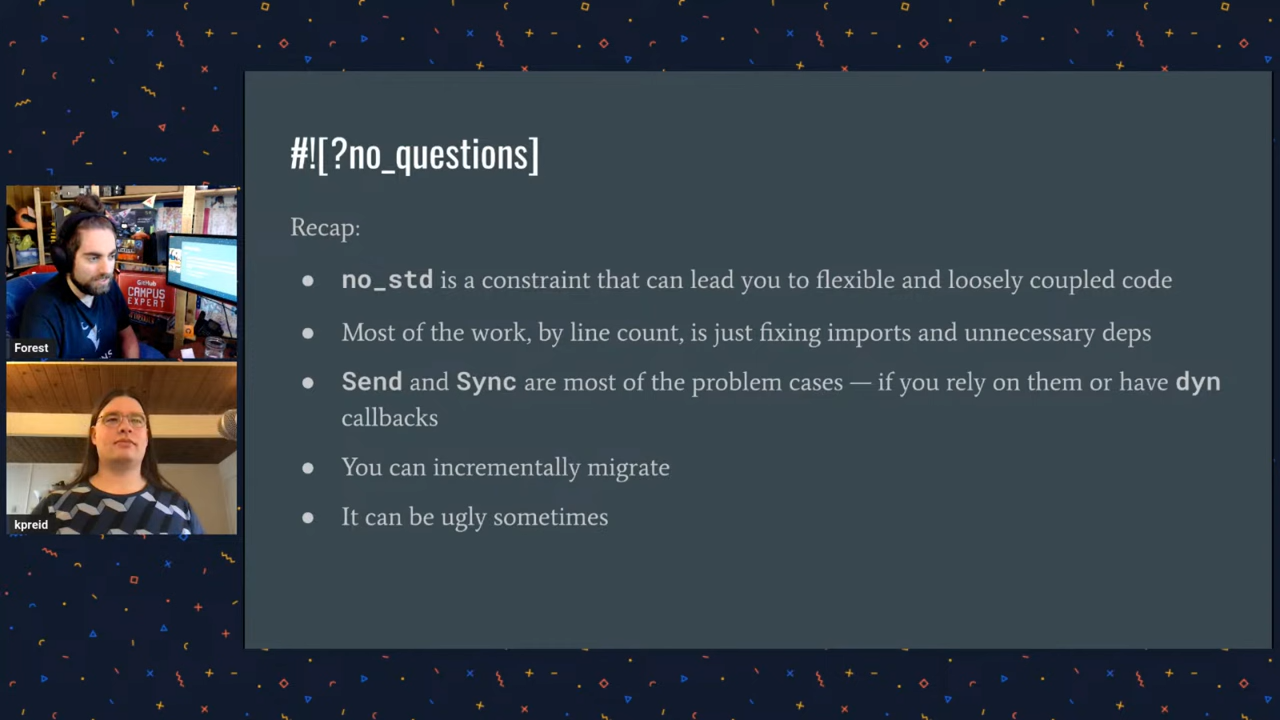 #![?no_questions]
Recap:
● no_std is a constraint that can lead you to flexible and loosely coupled code
● Most of the work, by line count, is just fixing imports and unnecessary deps
● Send and Sync are most of the problem cases — if you rely on them or have dyn
callbacks
● You can incrementally migrate
● It can be ugly sometimes
GitHub
CAMPUS
EXPERT
Forest
kpreid